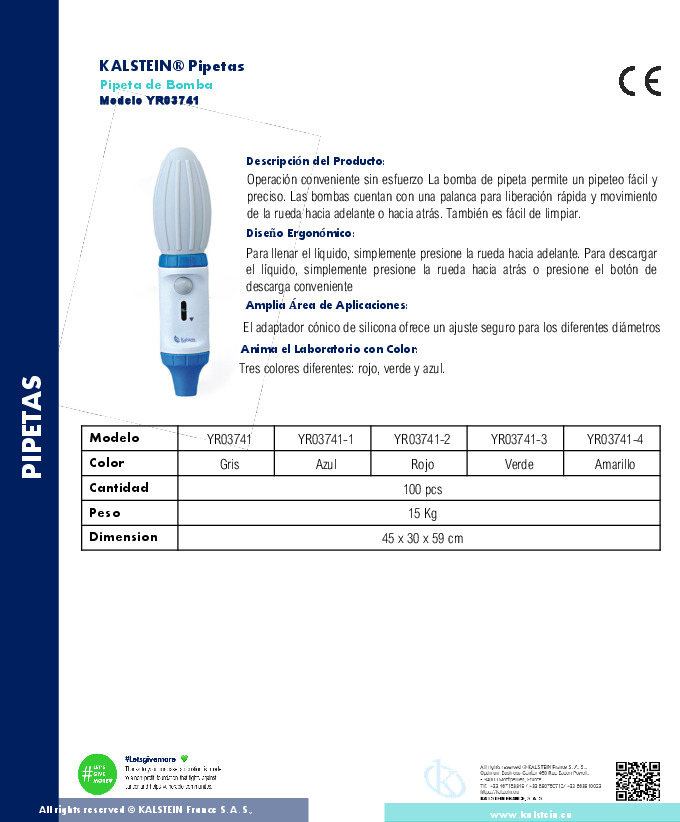 KALSTEIN® Pipetas
Pipeta de Bomba
Modelo YR03741
CE
Descripción del Producto:
Operación conveniente sin esfuerzo La bomba de pipeta permite un pipeteo fácil y
preciso. Las bombas cuentan con una palanca para liberación rápida y movimiento
de la rueda hacia adelante o hacia atrás. También es fácil de limpiar.
Diseño Ergonómico:
Para llenar el líquido, simplemente presione la rueda hacia adelante. Para descargar
el líquido, simplemente presione la rueda hacia atrás o presione el botón de
descarga conveniente
Amplia Área de Aplicaciones:
El adaptador cónico de silicona ofrece un ajuste seguro para los diferentes diámetros
Anima el Laboratorio con Color:
Tres colores diferentes: rojo, verde y azul.
Kalstein
PIPETAS
Modelo YR03741 YR03741-1 YR03741-2 YR03741-3 YR03741-4
Color Gris Azul Rojo Verde Amarillo
Cantidad 100 pcs
Peso 15 Kg
Dimension 45 x 30 x 59 cm
#Letsgivemore
# LET'S
GIVE
MONEY
All rights reserved © KALSTEIN France S. A. S.,
KALSTEIN FRANCE, S. A. S
All rights reserved © KALSTEIN France S. A. S.,
www.kalstein.eu